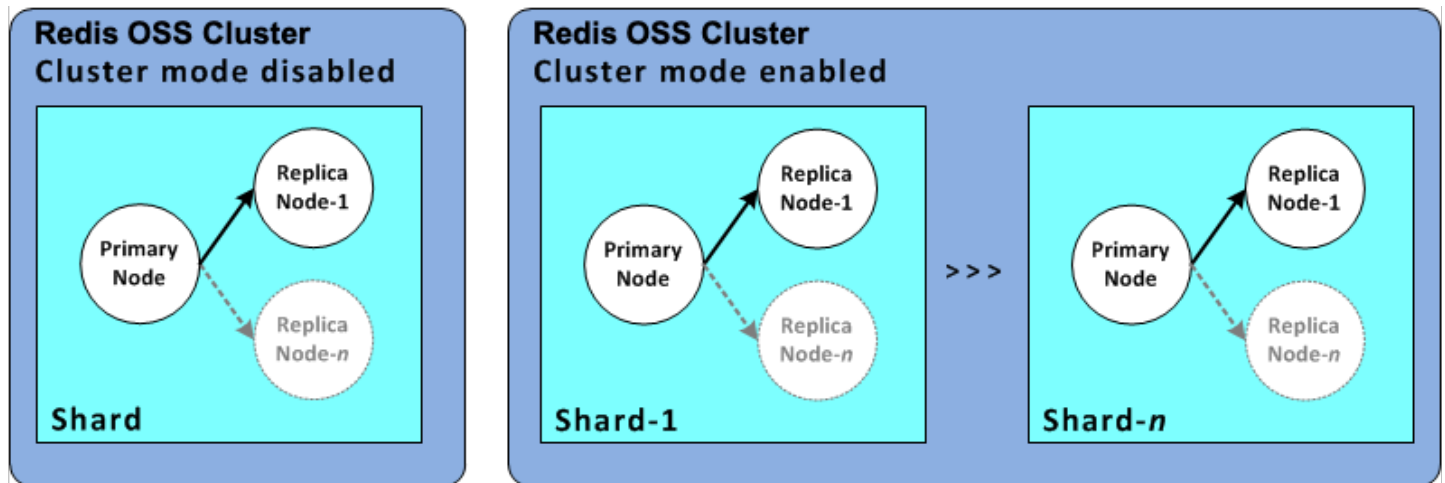 Redis OSS Cluster
Cluster mode disabled
Replica
Node-1
Primary
Node
Replica
Node-n
Shard
Redis OSS Cluster
Cluster mode enabled
Replica
Node-1
Primary
Node
Replica
Node-n
Shard-1
> > >
Replica
Node-1
Primary
Node
Replica
Node-n
Shard-n